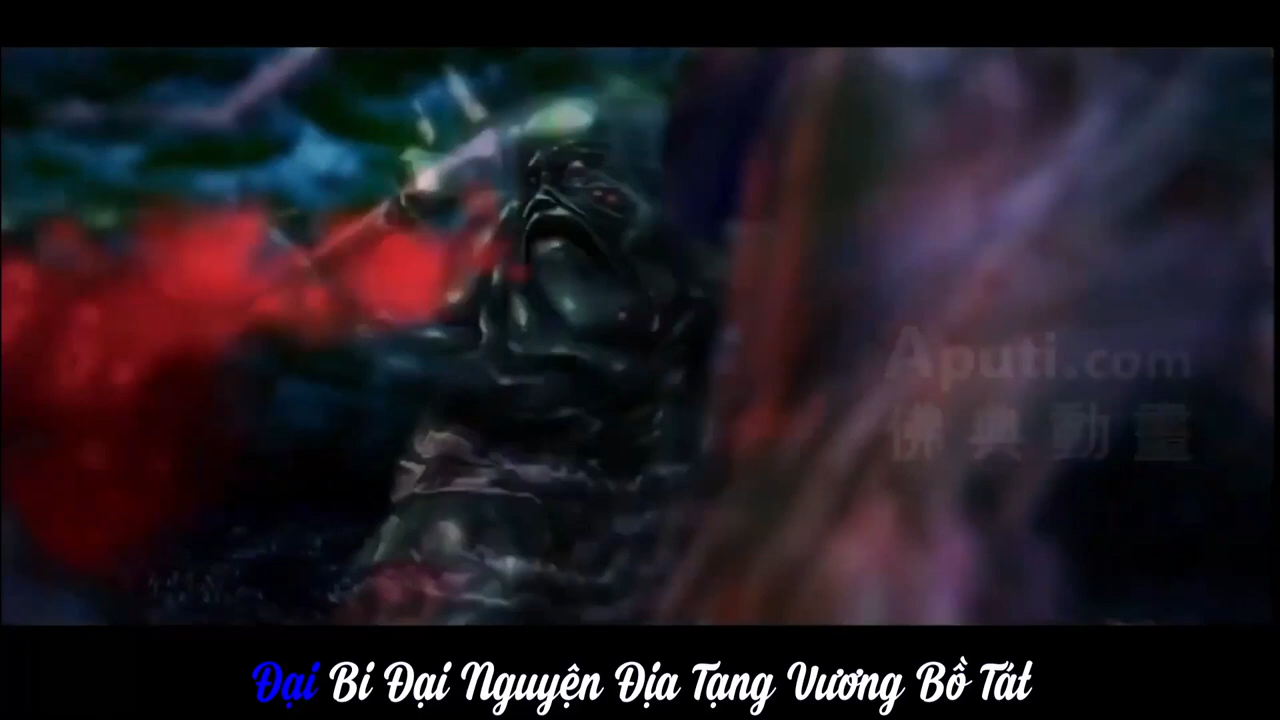 Aputi.com
佛典動畫
Đại Bi Đại Nguyện Địa Tạng Vương Bồ Tát